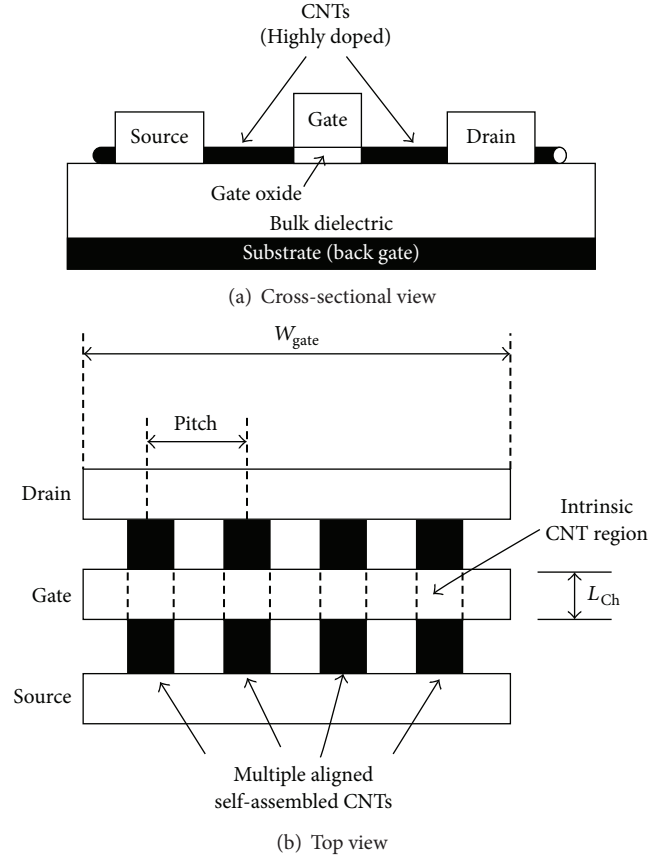 CNTs
(Highly doped)
Source
Gate
Drain
Gate oxide
Bulk dielectric
Substrate (back gate)
(a) Cross-sectional view
W_gate
Pitch
Drain
Intrinsic
CNT region
Gate
L_Ch
Source
Multiple aligned
self-assembled CNTs
(b) Top view